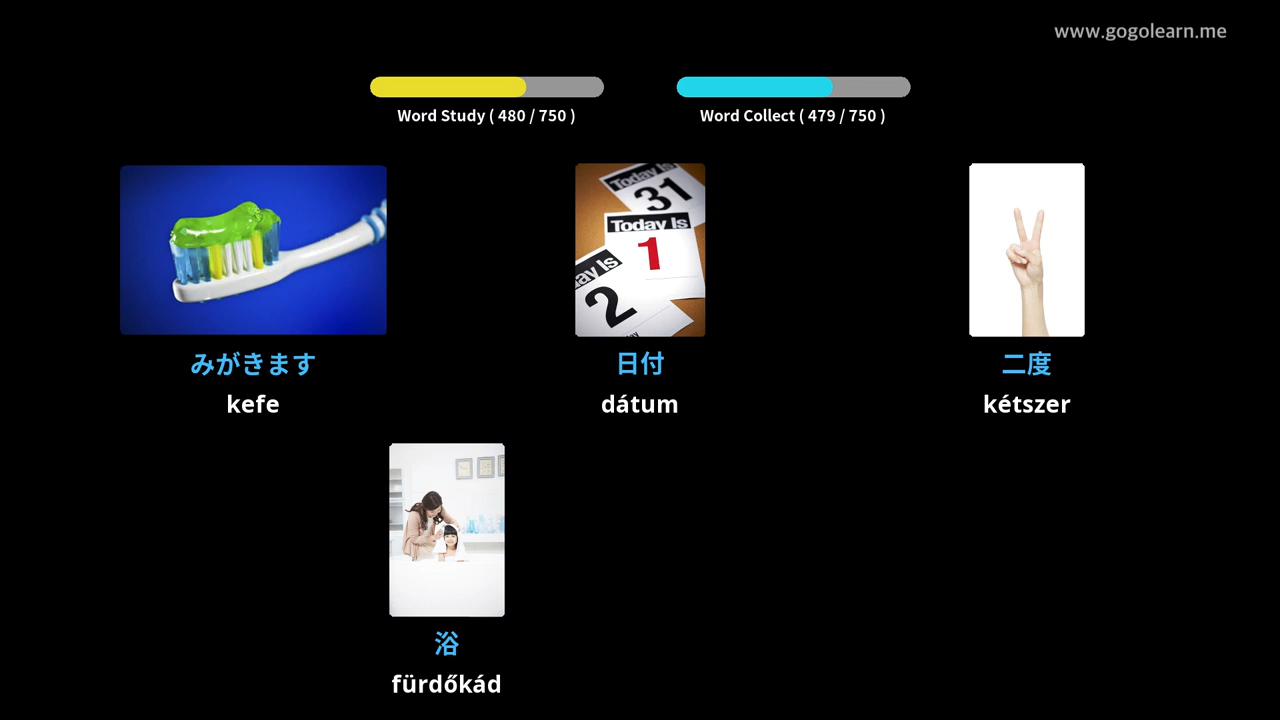 www.gogolearn.me
Word Study ( 480 / 750 )
Word Collect ( 479 / 750 )
Today Is
31
Today Is
1
ay Is
2
みがきます
日付
二度
kefe
dátum
kétszer
浴
fürdőkád